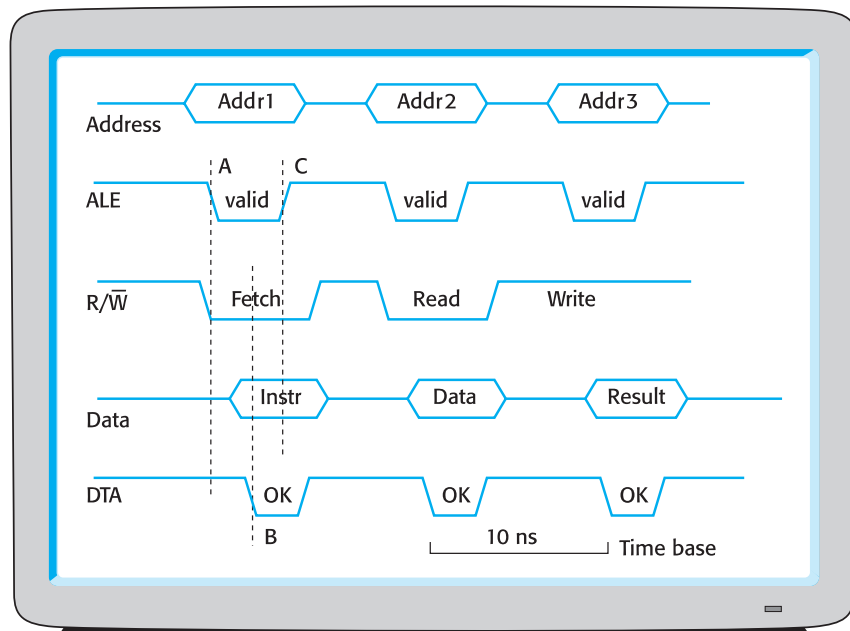 Addr1 Addr2 Addr3
Address
A C
ALE valid valid valid
R/W̅ Fetch Read Write
Instr Data Result
Data
DTA OK OK OK
B 10 ns Time base